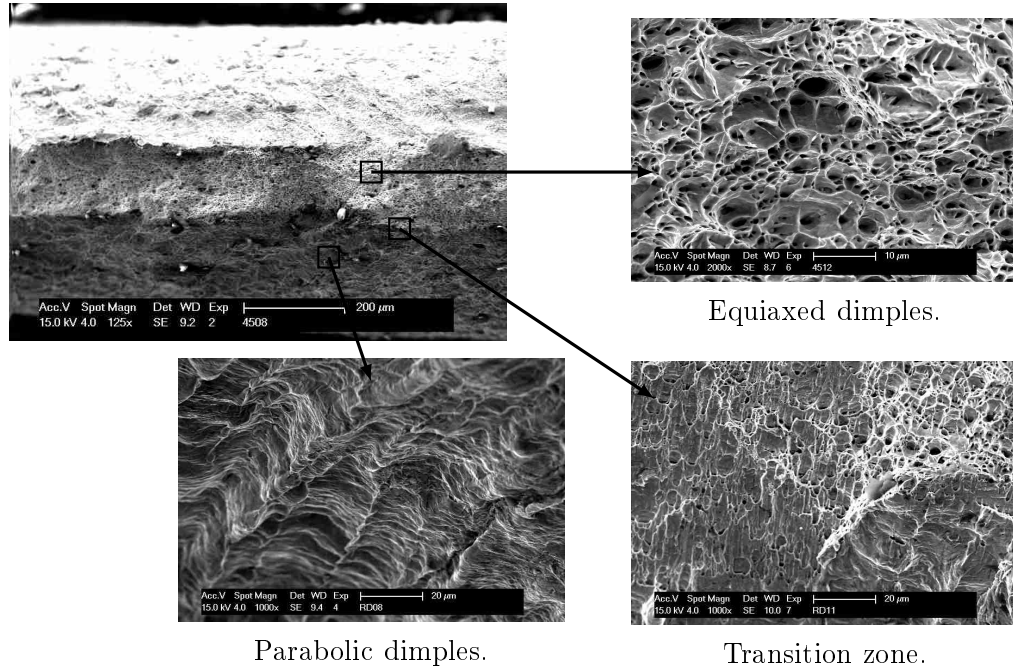 Acc.V Spot Magn Det WD Exp 200 µm
15.0 kV 4.0 125x SE 9.2 2 4508
Acc.V Spot Magn Det WD Exp 10 µm
15.0 kV 4.0 2000x SE 8.7 6 4512
Equiaxed dimples.
Acc.V Spot Magn Det WD Exp 20 µm
15.0 kV 4.0 1000x SE 9.4 4 RD08
Parabolic dimples.
Acc.V Spot Magn Det WD Exp 20 µm
15.0 kV 4.0 1000x SE 10.0 7 RD11
Transition zone.